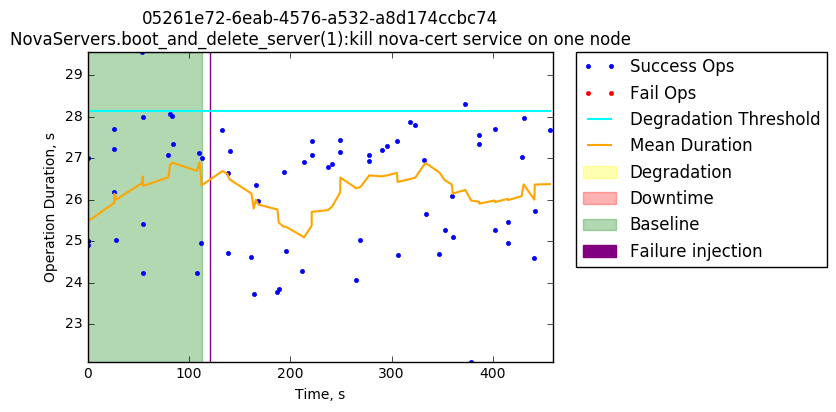 05261e72-6eab-4576-a532-a8d174ccbc74
NovaServers.boot_and_delete_server(1):kill nova-cert service on one node
Operation Duration, s
29
28
27
26
25
24
23
0
100
200
300
400
Time, s
Success Ops
Fail Ops
Degradation Threshold
Mean Duration
Degradation
Downtime
Baseline
Failure injection